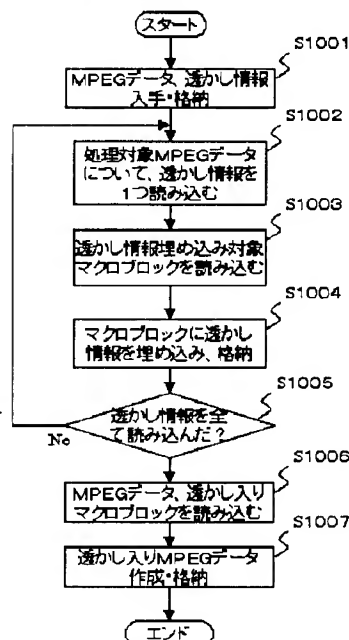 スタート
S1001
MPEGデータ、透かし情報
入手・格納
S1002
処理対象MPEGデータ
について、透かし情報を
1つ読み込む
S1003
透かし情報埋め込み対象
マクロブロックを読み込む
S1004
マクロブロックに透かし
情報を埋め込み、格納
S1005
透かし情報を全
て読み込んだ?
No
S1006
MPEGデータ、透かし入り
マクロブロックを読み込む
S1007
透かし入りMPEGデータ
作成・格納
エンド